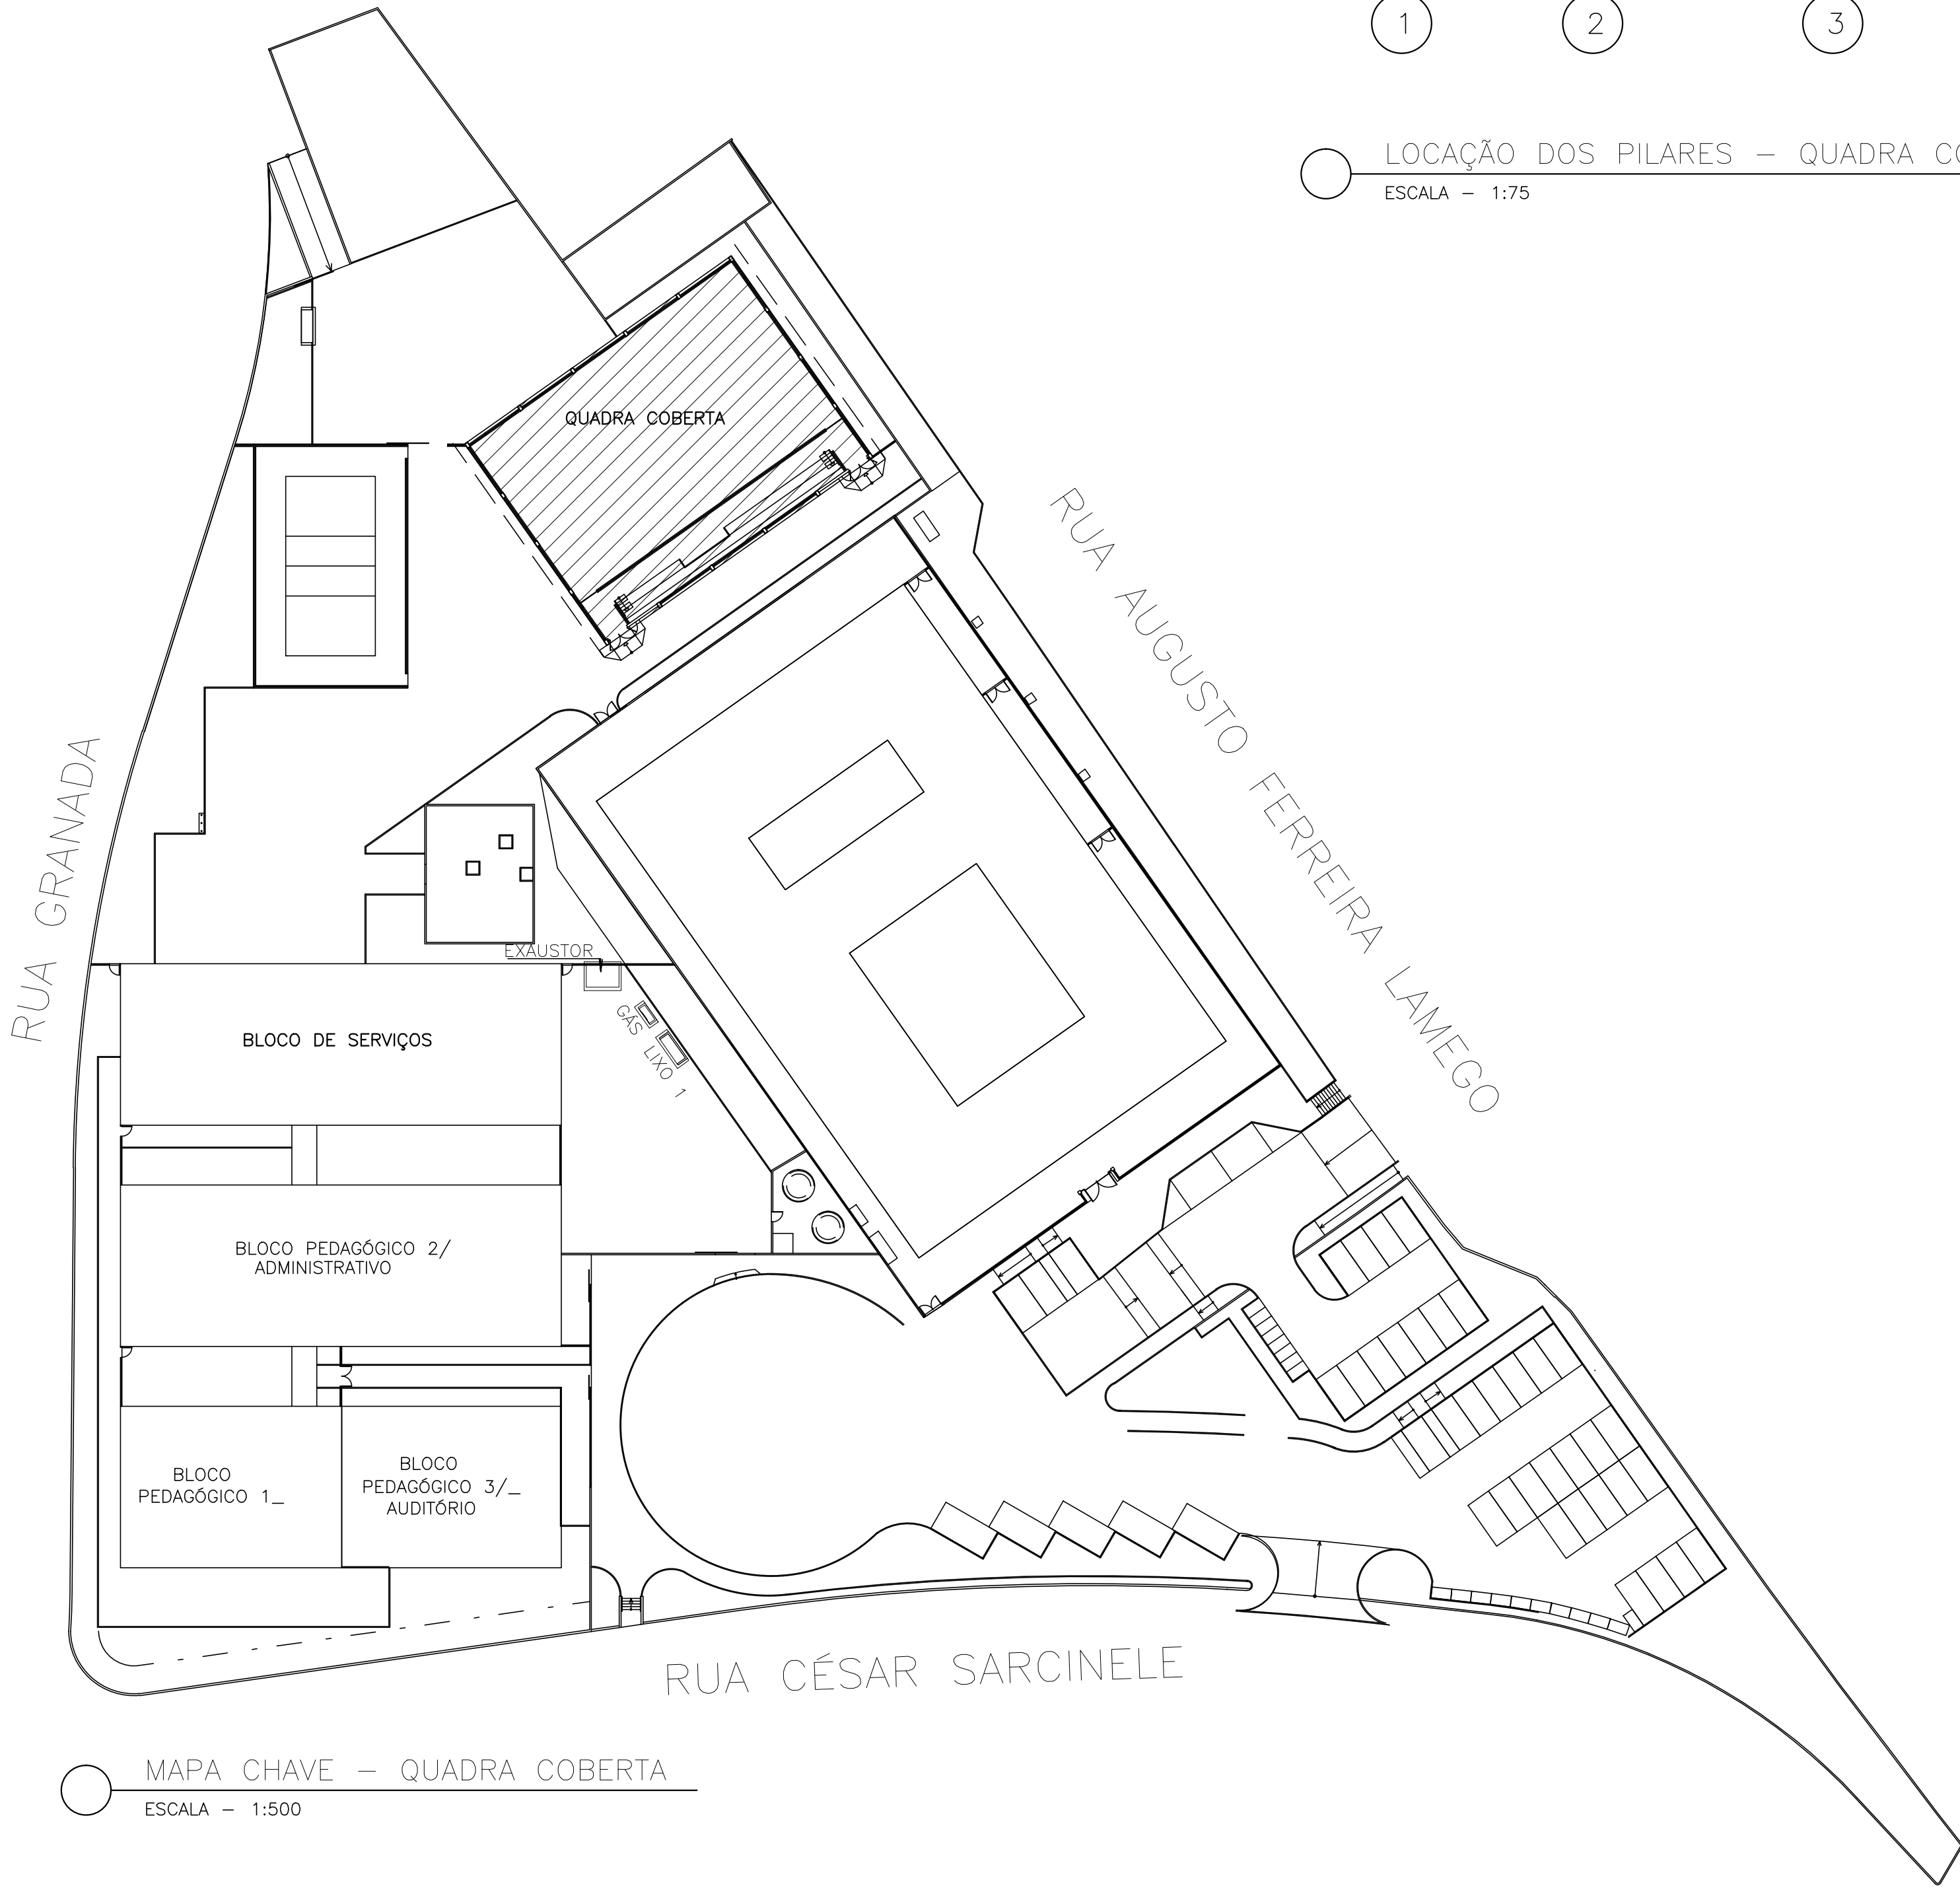 1
2
3
LOCAÇÃO DOS PILARES – QUADRA
ESCALA – 1:75
QUADRA COBERTA
RUA AUGUSTO FERREIRA LAMEGO
RUA GRANADA
EXAUSTOR
GÁS
LIXO 1
BLOCO DE SERVIÇOS
BLOCO PEDAGÓGICO 2/
ADMINISTRATIVO
BLOCO
PEDAGÓGICO 1_
BLOCO
PEDAGÓGICO 3/_
AUDITÓRIO
RUA CÉSAR SARCINELE
MAPA CHAVE – QUADRA COBERTA
ESCALA – 1:500